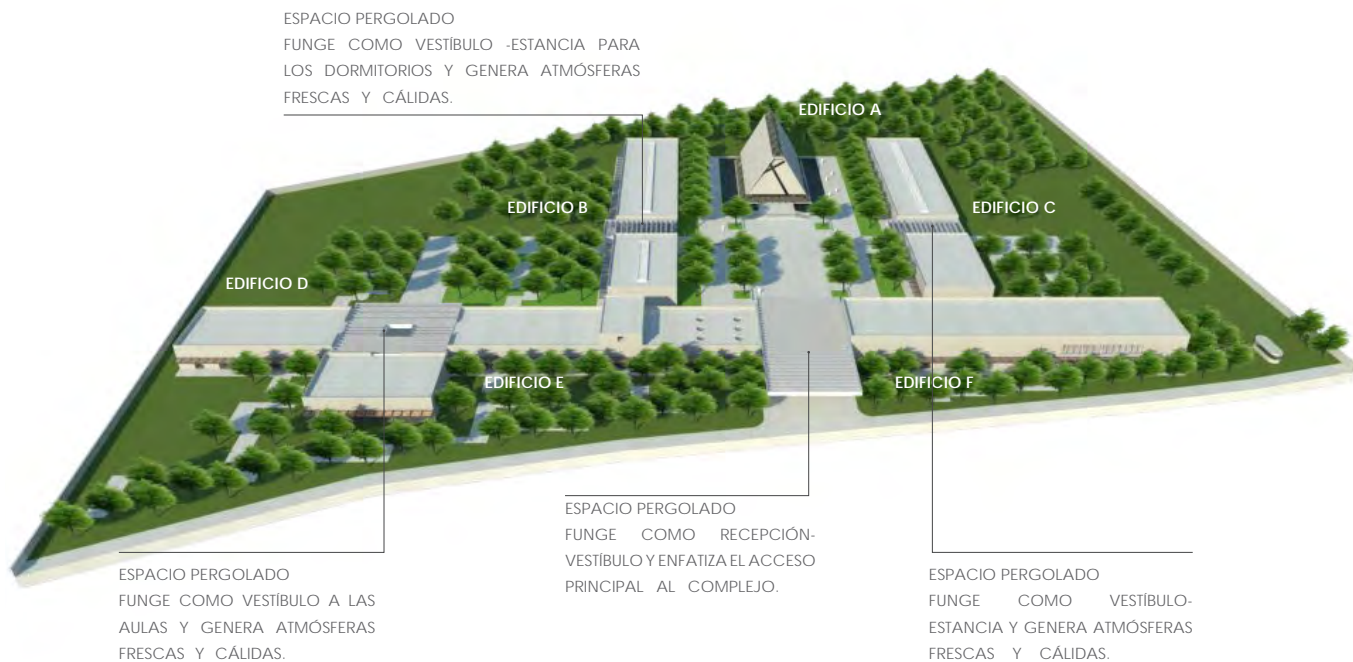 ESPACIO PERGOLADO
FUNGE COMO VESTÍBULO -ESTANCIA PARA
LOS DORMITORIOS Y GENERA ATMÓSFERAS
FRESCAS Y CÁLIDAS.
EDIFICIO A
EDIFICIO B
EDIFICIO C
EDIFICIO D
EDIFICIO E
EDIFICIO F
ESPACIO PERGOLADO
FUNGE COMO VESTÍBULO A LAS
AULAS Y GENERA ATMÓSFERAS
FRESCAS Y CÁLIDAS.
ESPACIO PERGOLADO
FUNGE COMO RECEPCIÓN-
VESTÍBULO Y ENFATIZA EL ACCESO
PRINCIPAL AL COMPLEJO.
ESPACIO PERGOLADO
FUNGE COMO VESTÍBULO-
ESTANCIA Y GENERA ATMÓSFERAS
FRESCAS Y CÁLIDAS.